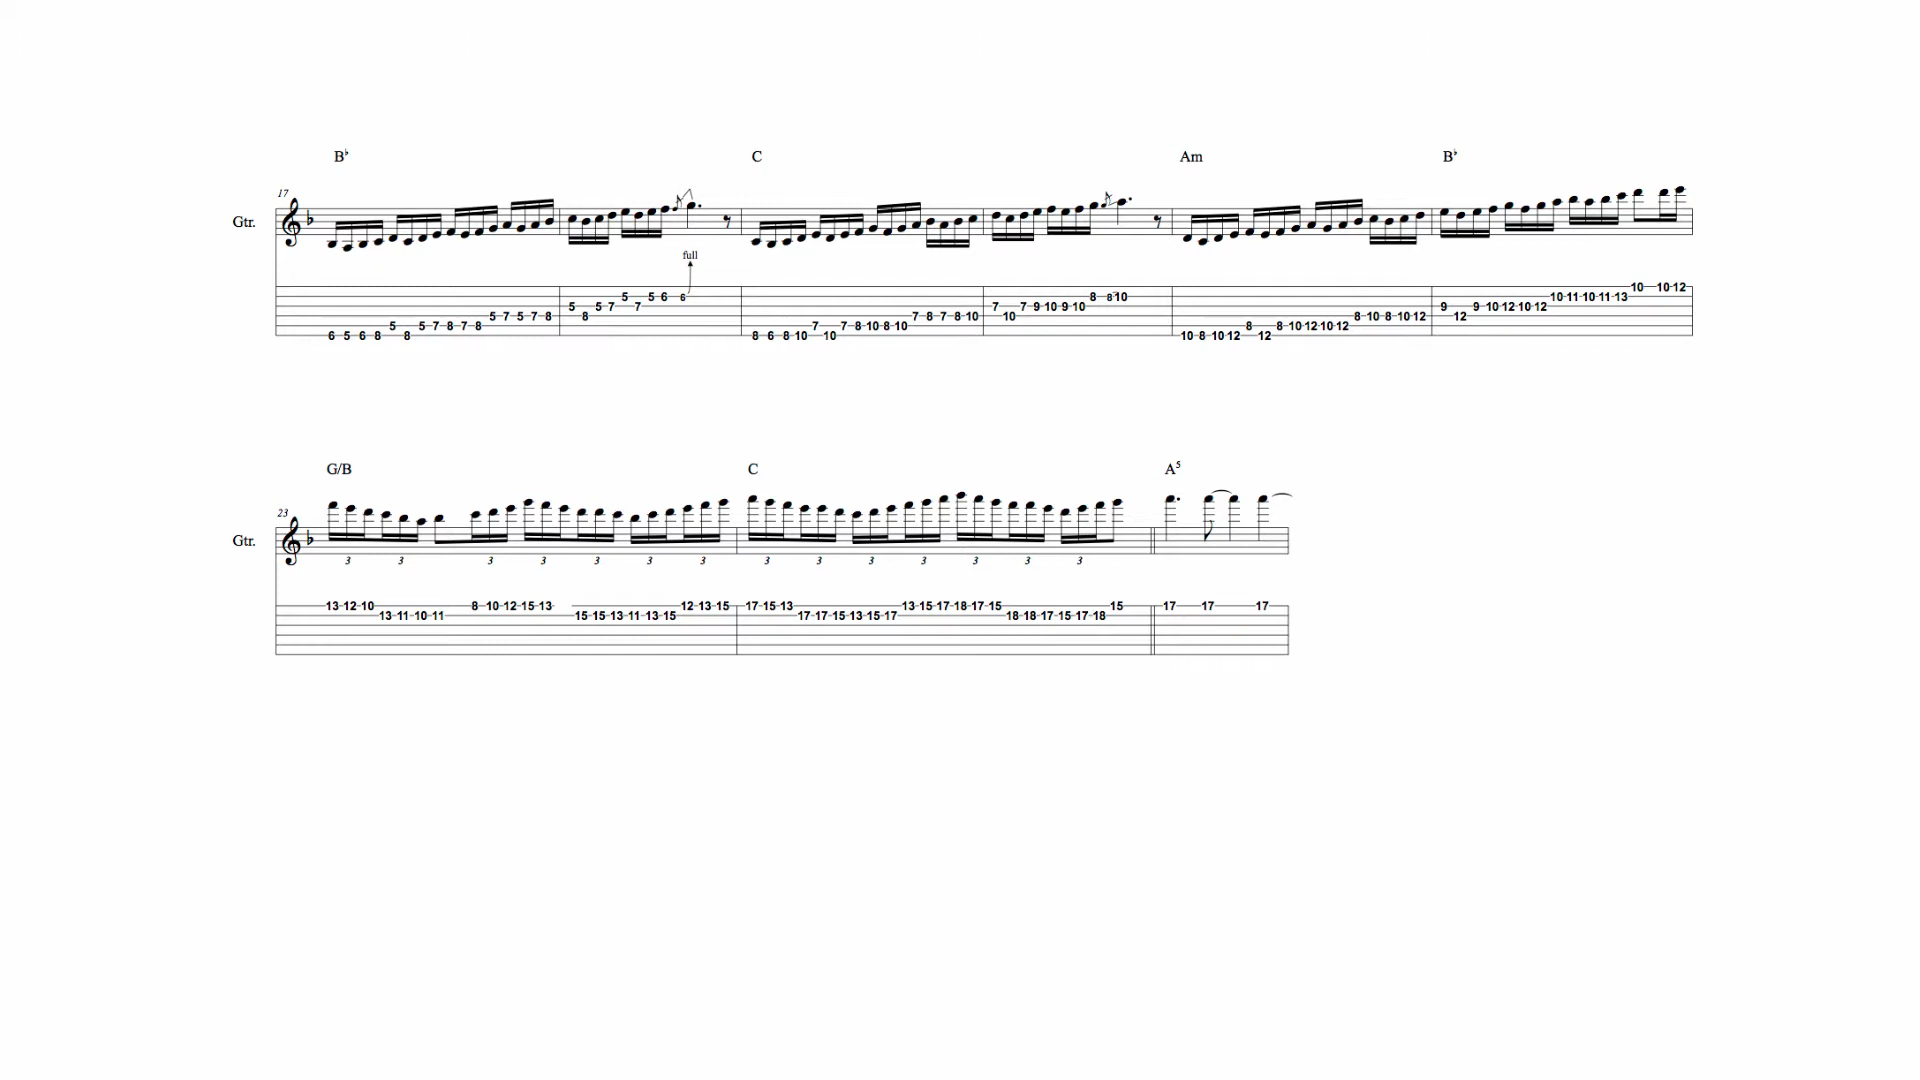 B♭ C Am B♭
17
Gtr.
full
5 5 6 6 8 8 8 10 10 11 10 11 13 10 10 12
5 5 7 7 7 7 9 10 9 10 9 9 10 12 10 12
5 7 5 7 8 8 7 8 7 8 10 10 8 10 8 10 12 12
5 5 7 8 7 8 7 7 8 10 8 10 8 8 10 12 10 12
6 5 6 8 8 8 6 8 10 10 10 8 10 12 12
G/B C A5
23
Gtr.
3 3 3 3 3 3 3 3 3 3 3 3 3 3
13 12 10 8 10 12 15 13 12 13 15 17 15 13 13 15 17 18 17 15 15 17 17 17
13 11 10 11 15 15 13 11 13 15 17 17 15 13 15 17 18 18 17 15 17 18